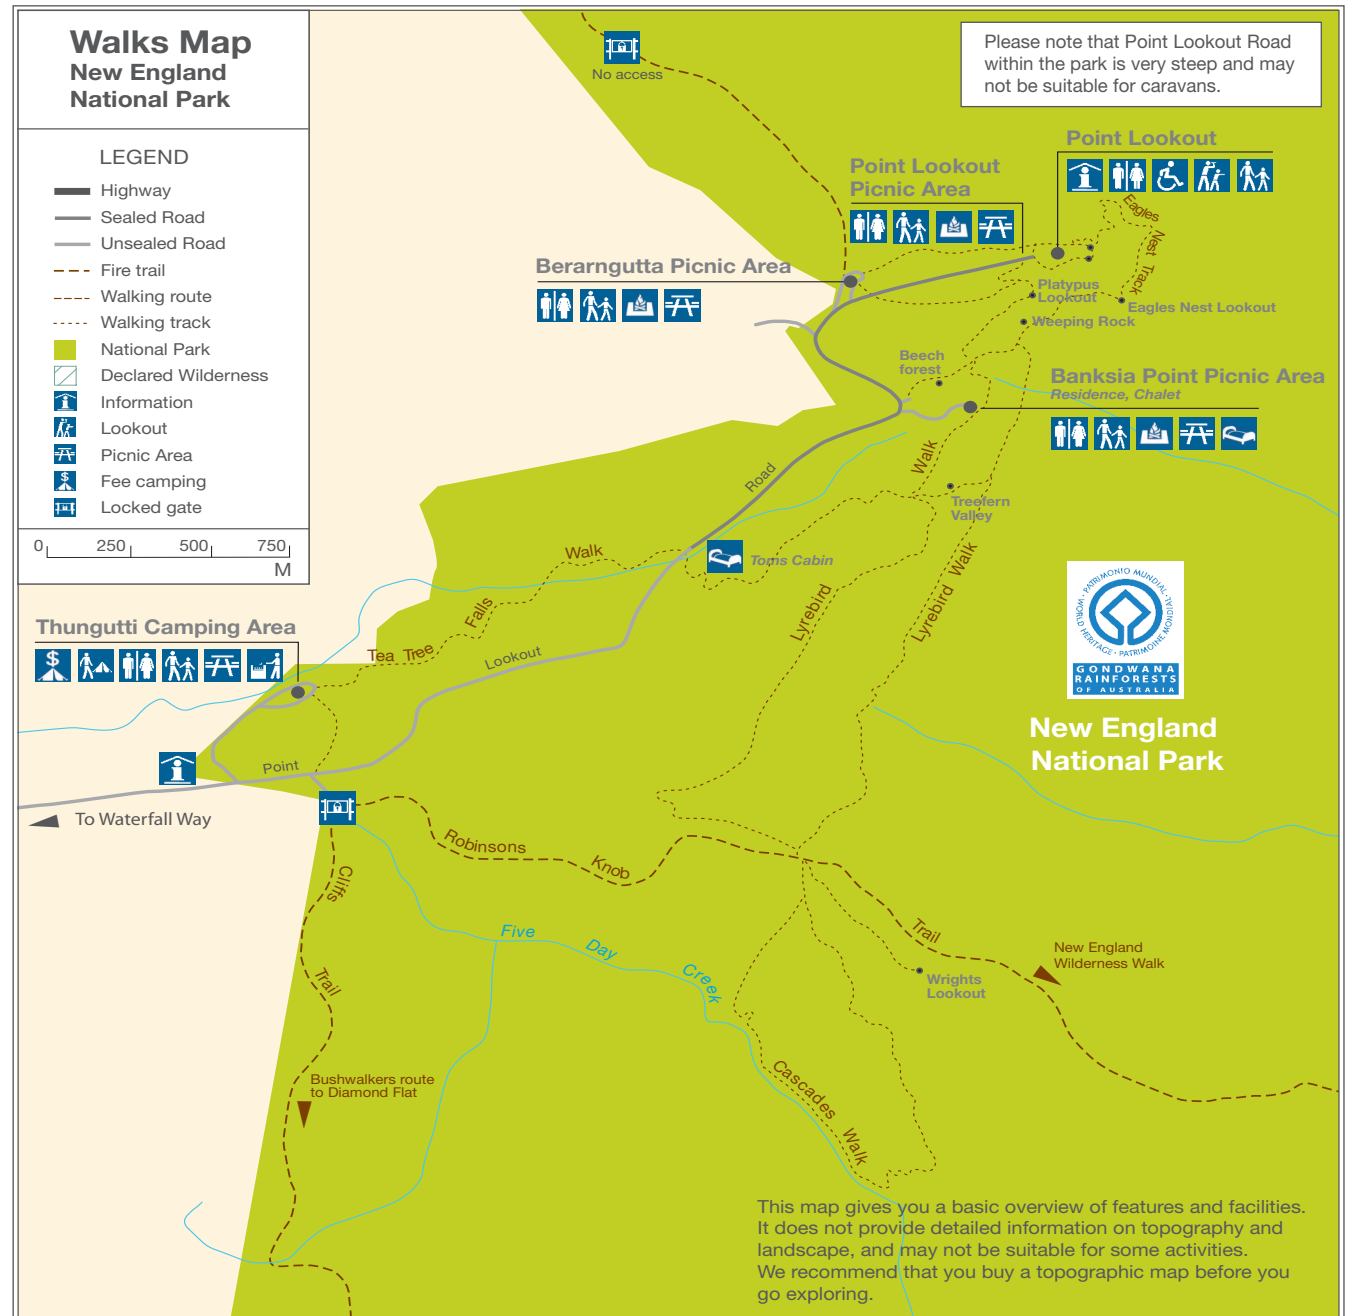 Walks Map
New England
National Park
LEGEND
Highway
Sealed Road
Unsealed Road
Fire trail
Walking route
Walking track
National Park
Declared Wilderness
Information
Lookout
Picnic Area
$
Fee camping
Locked gate
0 250 500 750
M
No access
Please note that Point Lookout Road
within the park is very steep and may
not be suitable for caravans.
Point Lookout
Point Lookout
Picnic Area
Eagles
Nest Track
Berarngutta Picnic Area
Platypus
Lookout
Eagles Nest Lookout
Weeping Rock
Beech
forest
Banksia Point Picnic Area
Residence, Chalet
Walk
Road
Treefern
Valley
Toms Cabin
Walk
Falls
Tea Tree
Lyrebird
Lyrebird Walk
Lookout
Thungutti Camping Area
$
Point
To Waterfall Way
PATRIMONIO MUNDIAL
WORLD HERITAGE
PATRIMOINE MONDIAL
GONDWANA
RAINFORESTS
OF AUSTRALIA
New England
National Park
Robinsons
Knob
Trail
Cliffs
Trail
Five
Day
Creek
New England
Wilderness Walk
Wrights
Lookout
Bushwalkers route
to Diamond Flat
Cascades
Walk
This map gives you a basic overview of features and facilities.
It does not provide detailed information on topography and
landscape, and may not be suitable for some activities.
We recommend that you buy a topographic map before you
go exploring.